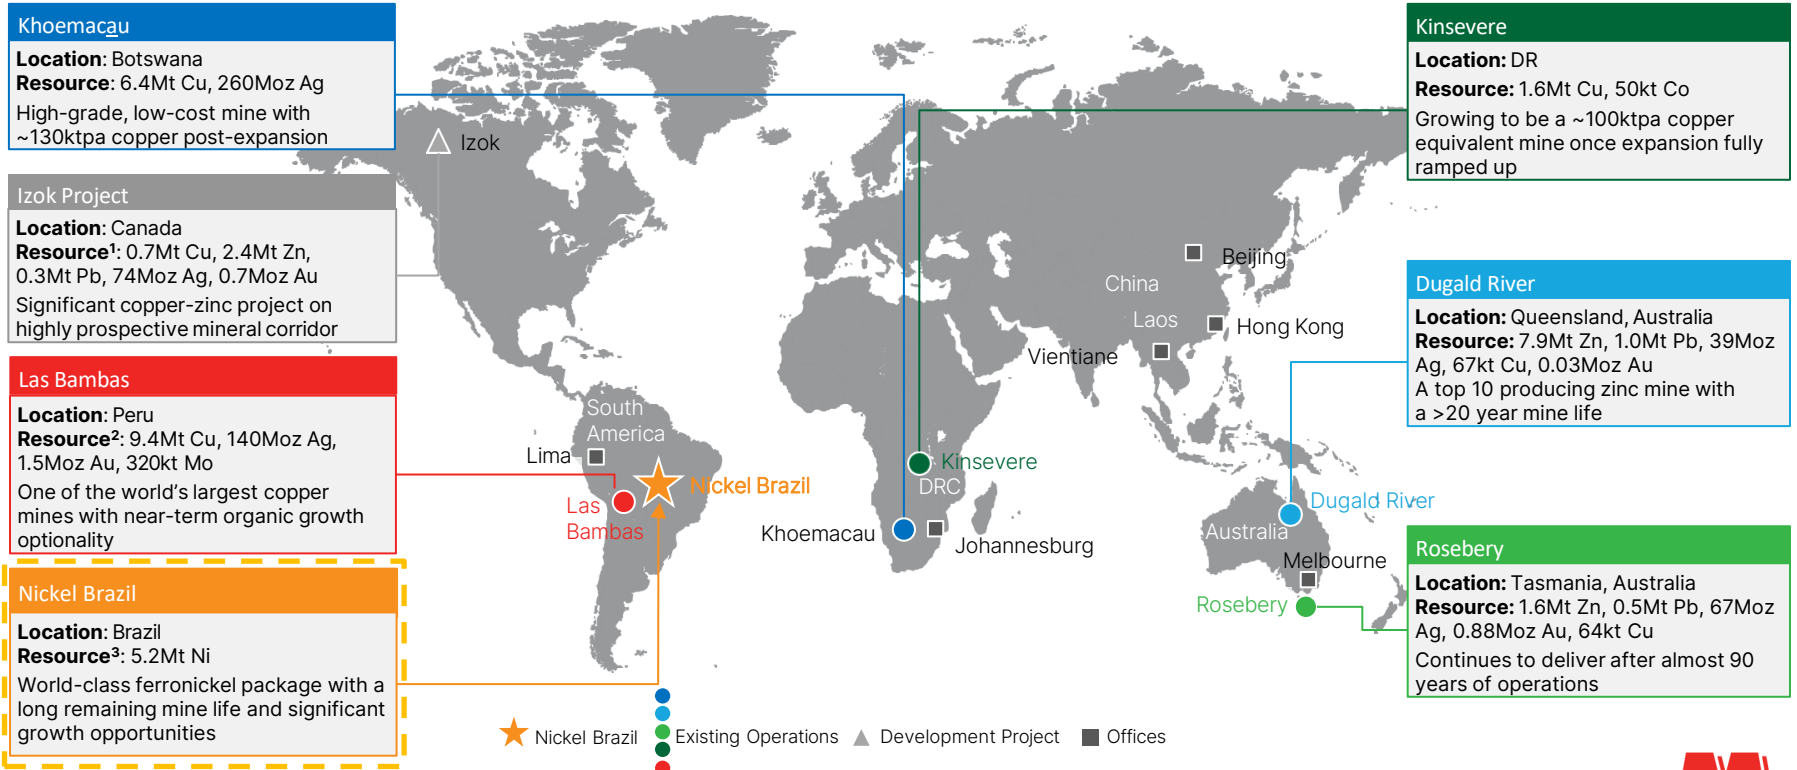 Khoemacau
Location: Botswana
Resource: 6.4Mt Cu, 260Moz Ag
High-grade, low-cost mine with
~130ktpa copper post-expansion
Izok Project
Location: Canada
Resource¹: 0.7Mt Cu, 2.4Mt Zn,
0.3Mt Pb, 74Moz Ag, 0.7Moz Au
Significant copper-zinc project on
highly prospective mineral corridor
Las Bambas
Location: Peru
Resource²: 9.4Mt Cu, 140Moz Ag,
1.5Moz Au, 320kt Mo
One of the world's largest copper
mines with near-term organic growth
optionality
Nickel Brazil
Location: Brazil
Resource³: 5.2Mt Ni
World-class ferronickel package with a
long remaining mine life and significant
growth opportunities
Izok
South
America
Lima
Las
Bambas
Nickel Brazil
Kinsevere
DRC
Khoemacau
Johannesburg
Beijing
China
Laos
Hong Kong
Vientiane
Dugald River
Australia
Melbourne
Rosebery
Kinsevere
Location: DR
Resource: 1.6Mt Cu, 50kt Co
Growing to be a ~100ktpa copper
equivalent mine once expansion fully
ramped up
Dugald River
Location: Queensland, Australia
Resource: 7.9Mt Zn, 1.0Mt Pb, 39Moz
Ag, 67kt Cu, 0.03Moz Au
A top 10 producing zinc mine with
a >20 year mine life
Rosebery
Location: Tasmania, Australia
Resource: 1.6Mt Zn, 0.5Mt Pb, 67Moz
Ag, 0.88Moz Au, 64kt Cu
Continues to deliver after almost 90
years of operations
Nickel Brazil
Existing Operations
Development Project
Offices